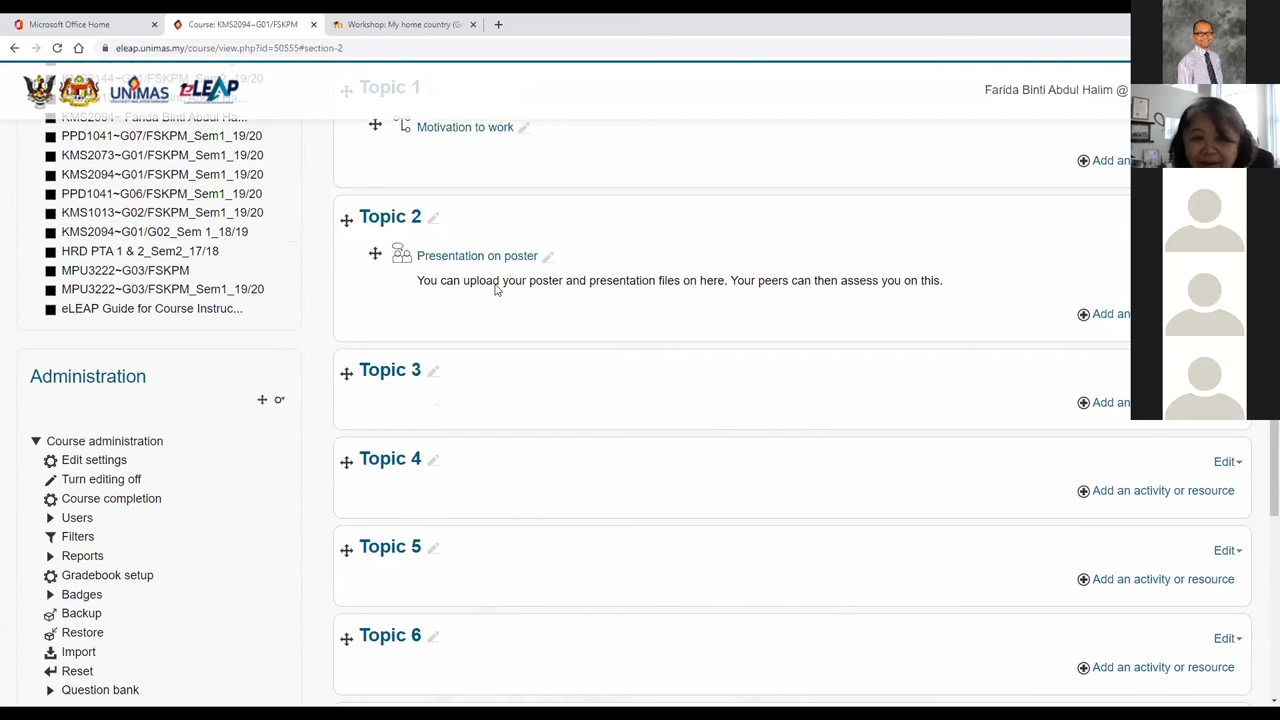 Microsoft Office Home
Course: KMS2094~G01/FSKPM
Workshop: My home country (G
eleap.unimas.my/course/view.php?id=50555#section-2
UNIMAS
eLEAP
Farida Binti Abdul Halim @
PPD1041~G07/FSKPM_Sem1_19/20
KMS2073~G01/FSKPM_Sem1_19/20
KMS2094~G01/FSKPM_Sem1_19/20
PPD1041~G06/FSKPM_Sem1_19/20
KMS1013~G02/FSKPM_Sem1_19/20
KMS2094~G01/G02_Sem 1_18/19
HRD PTA 1 & 2_Sem2_17/18
MPU3222~G03/FSKPM
MPU3222~G03/FSKPM_Sem1_19/20
eLEAP Guide for Course Instruc...
Administration
Course administration
Edit settings
Turn editing off
Course completion
Users
Filters
Reports
Gradebook setup
Badges
Backup
Restore
Import
Reset
Question bank
Topic 1
Motivation to work
Add an
Topic 2
Presentation on poster
You can upload your poster and presentation files on here. Your peers can then assess you on this.
Add an
Topic 3
Add an
Topic 4
Edit
Add an activity or resource
Topic 5
Edit
Add an activity or resource
Topic 6
Edit
Add an activity or resource